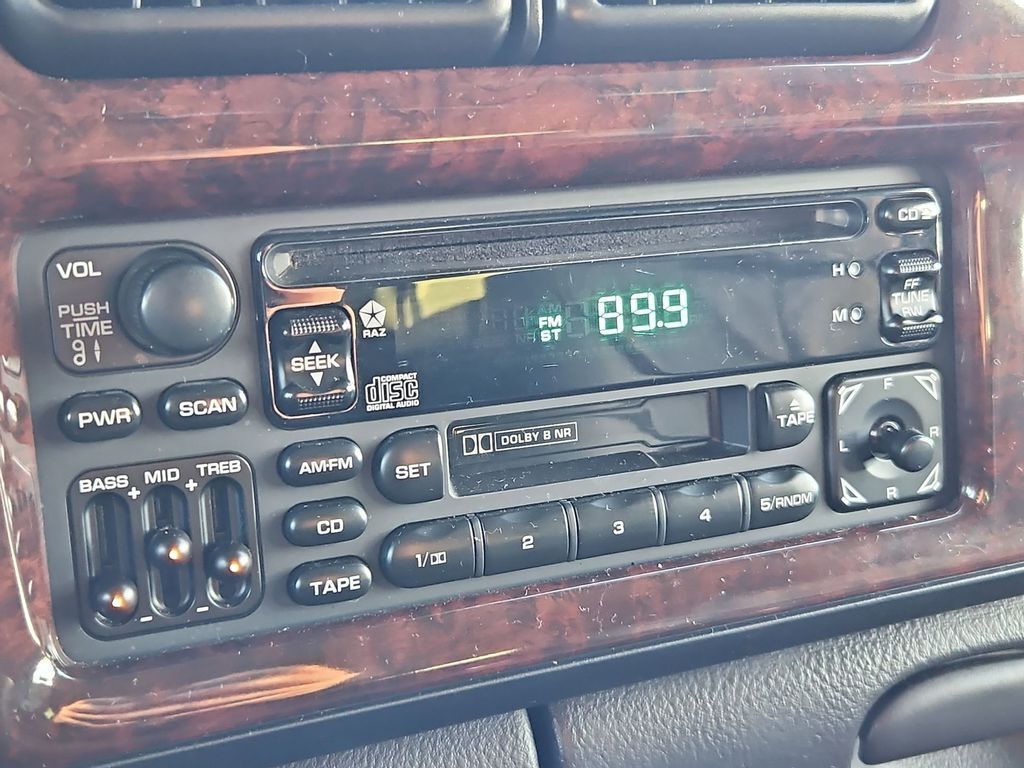 VOL
PUSH
TIME
PWR
SCAN
BASS MID TREB
+ +
- -
SEEK
RAZ
COMPACT
disc
DIGITAL AUDIO
FM
ST
89.9
H
M
CD
FF
TUNE
RW
AM·FM
CD
TAPE
SET
DOLBY B NR
TAPE
1/
2
3
4
5/RNDM
F
L R
R